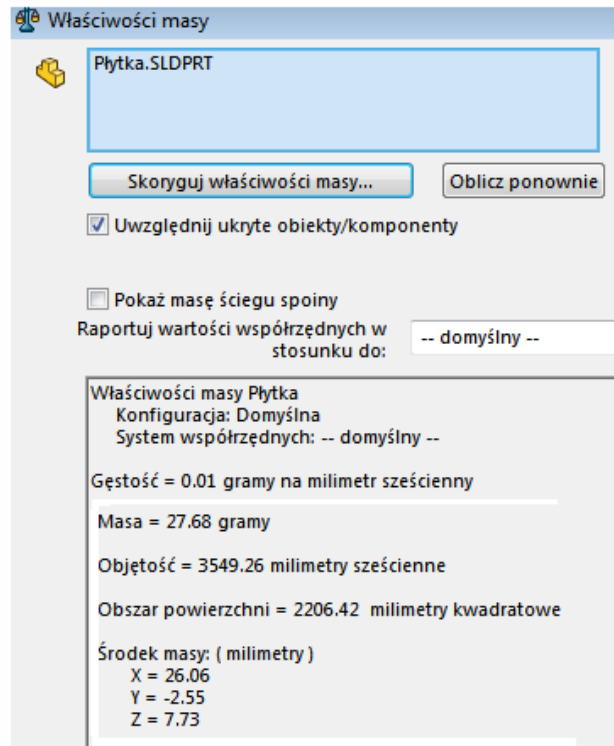 Właściwości masy
Płytka.SLDPRT
Skoryguj właściwości masy...
Oblicz ponownie
Uwzględnij ukryte obiekty/komponenty
Pokaż masę ściegu spoiny
Raportuj wartości współrzędnych w
stosunku do:
-- domyślny --
Właściwości masy Płytka
Konfiguracja: Domyślna
System współrzędnych: -- domyślny --
Gęstość = 0.01 gramy na milimetr sześcienny
Masa = 27.68 gramy
Objętość = 3549.26 milimetry sześcienne
Obszar powierzchni = 2206.42 milimetry kwadratowe
Środek masy: ( milimetry )
X = 26.06
Y = -2.55
Z = 7.73